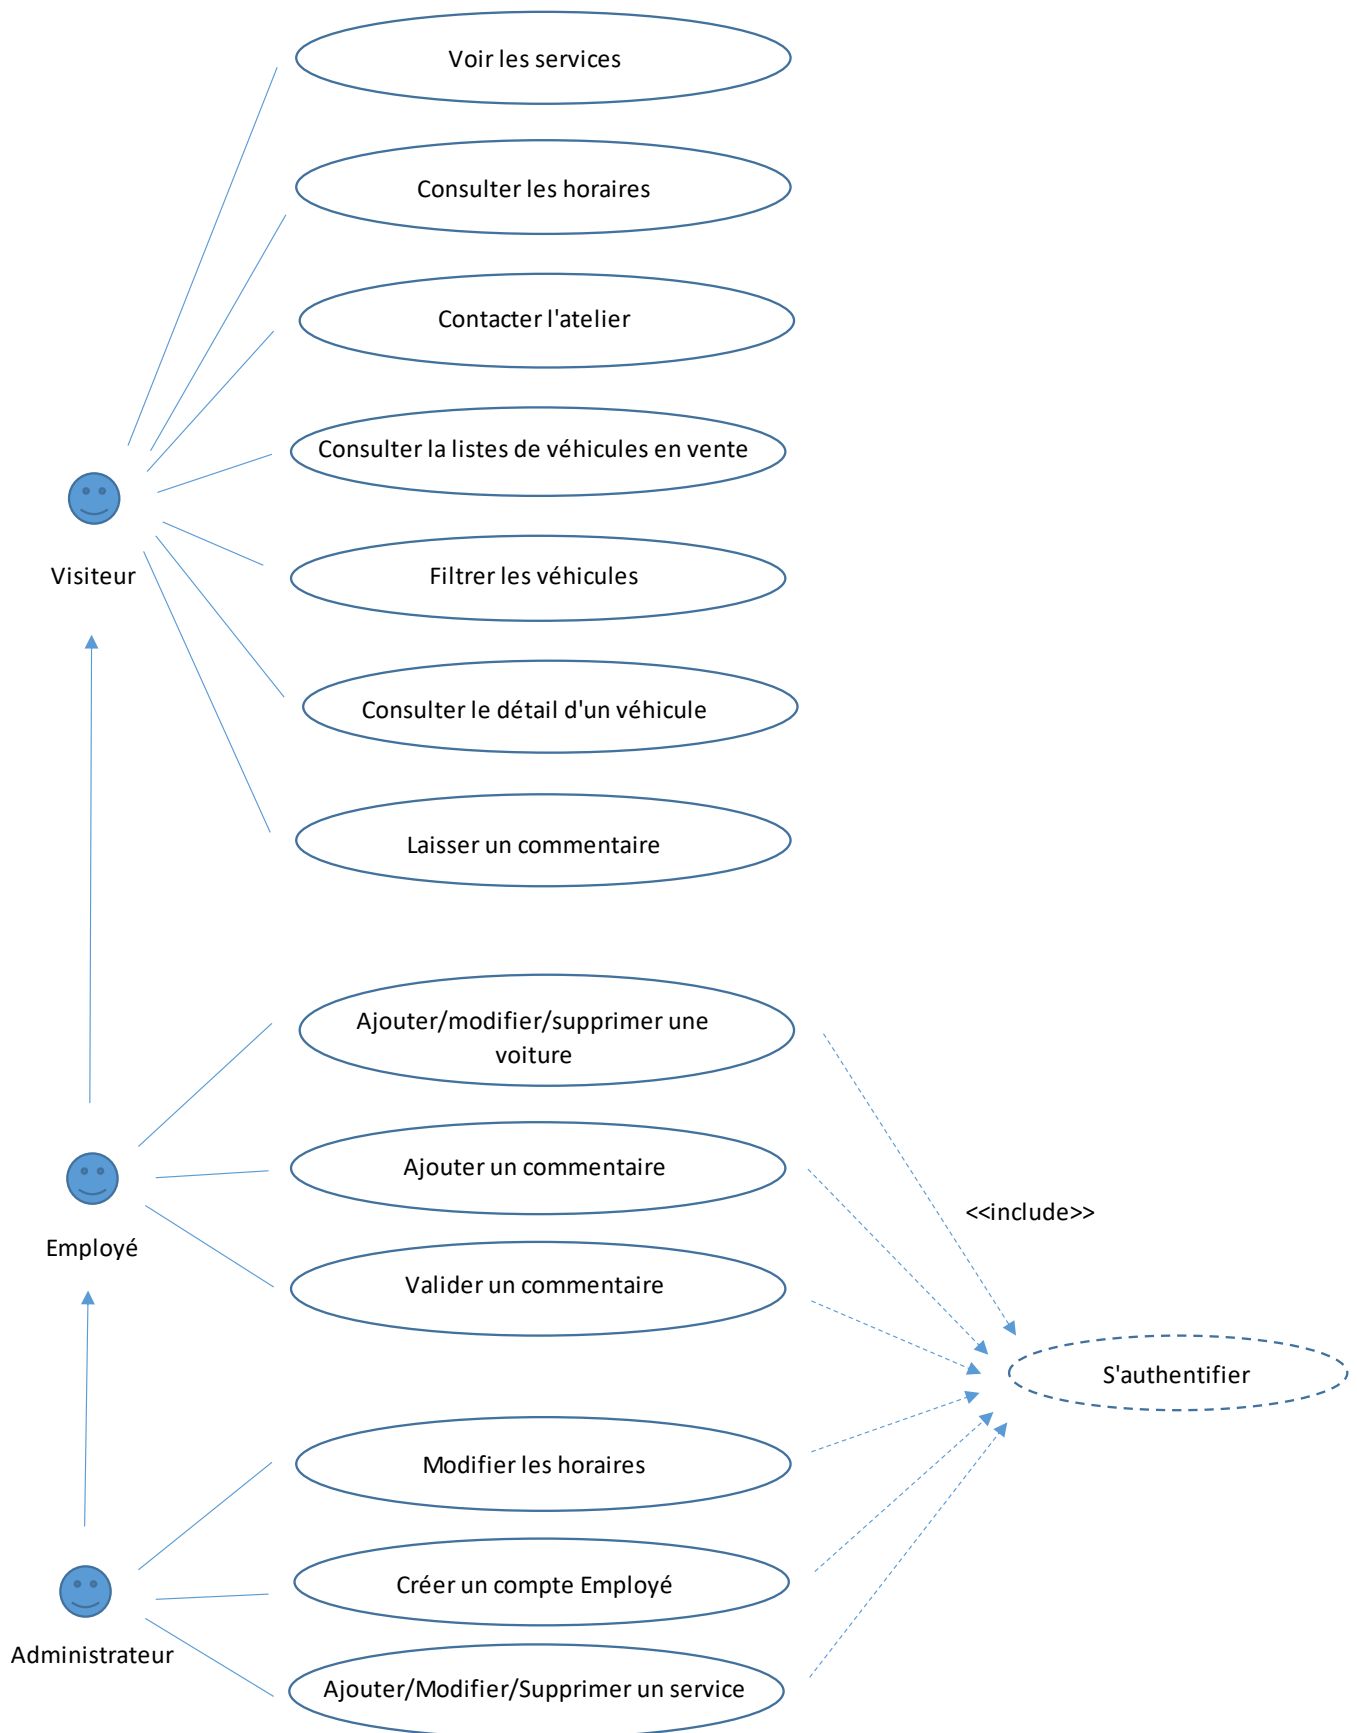 Voir les services
Consulter les horaires
Contacter l'atelier
Consulter la listes de véhicules en vente
Visiteur
Filtrer les véhicules
Consulter le détail d'un véhicule
Laisser un commentaire
Ajouter/modifier/supprimer une
voiture
Ajouter un commentaire
<<include>>
Employé
Valider un commentaire
S'authentifier
Modifier les horaires
Créer un compte Employé
Administrateur
Ajouter/Modifier/Supprimer un service